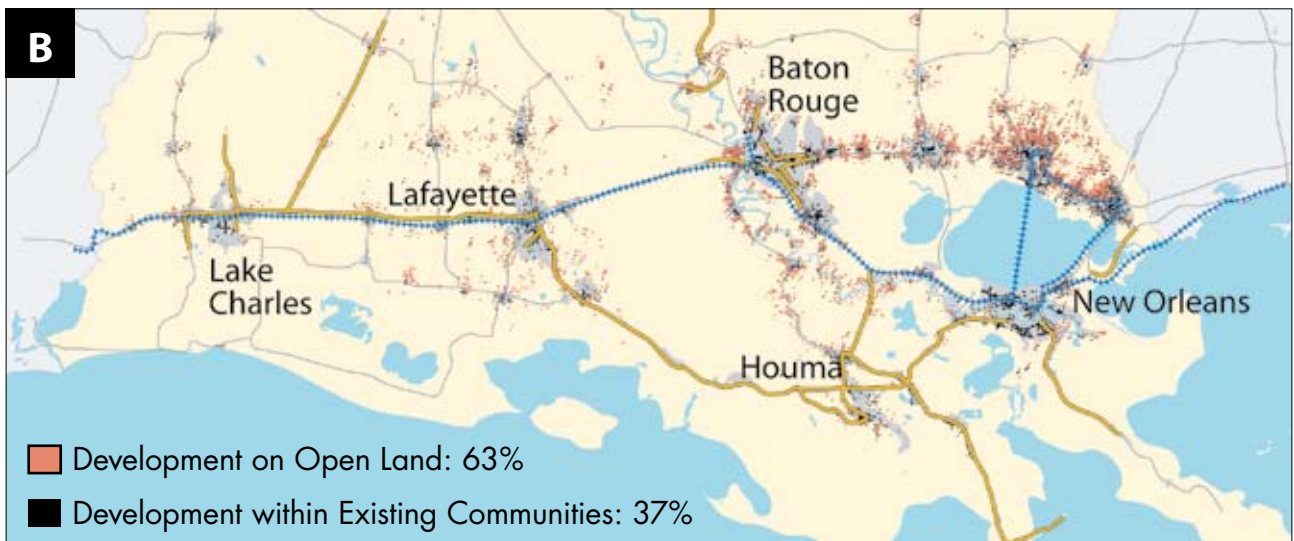 B
Baton
Rouge
Lafayette
Lake
Charles
New Orleans
Houma
Development on Open Land: 63%
Development within Existing Communities: 37%